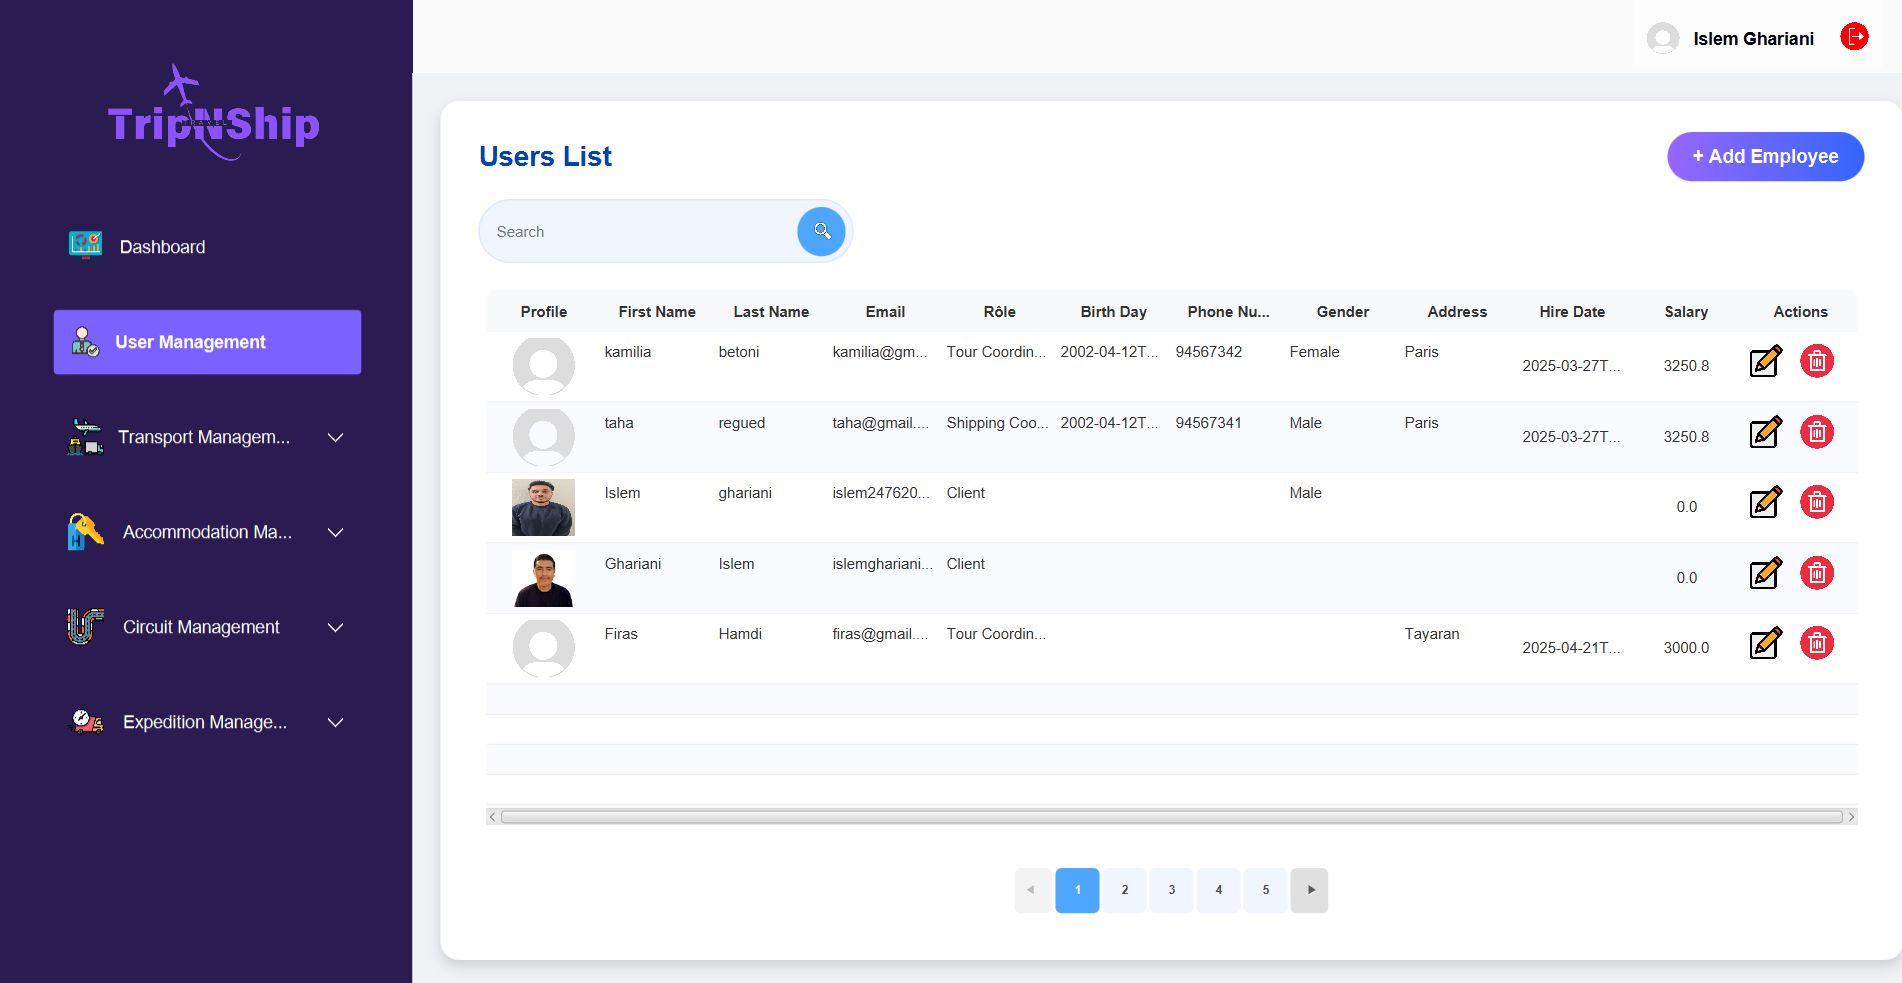 Islem Ghariani
TripNShip
TRAVEL
Dashboard
User Management
Transport Managem...
Accommodation Ma...
Circuit Management
Expedition Manage...
Users List
+ Add Employee
Search
Profile First Name Last Name Email Rôle Birth Day Phone Nu... Gender Address Hire Date Salary Actions
kamilia betoni kamilia@gm... Tour Coordin... 2002-04-12T... 94567342 Female Paris 2025-03-27T... 3250.8
taha regued taha@gmail.... Shipping Coo... 2002-04-12T... 94567341 Male Paris 2025-03-27T... 3250.8
Islem ghariani islem247620... Client Male 0.0
Ghariani Islem islemghariani... Client 0.0
Firas Hamdi firas@gmail.... Tour Coordin... Tayaran 2025-04-21T... 3000.0
1 2 3 4 5